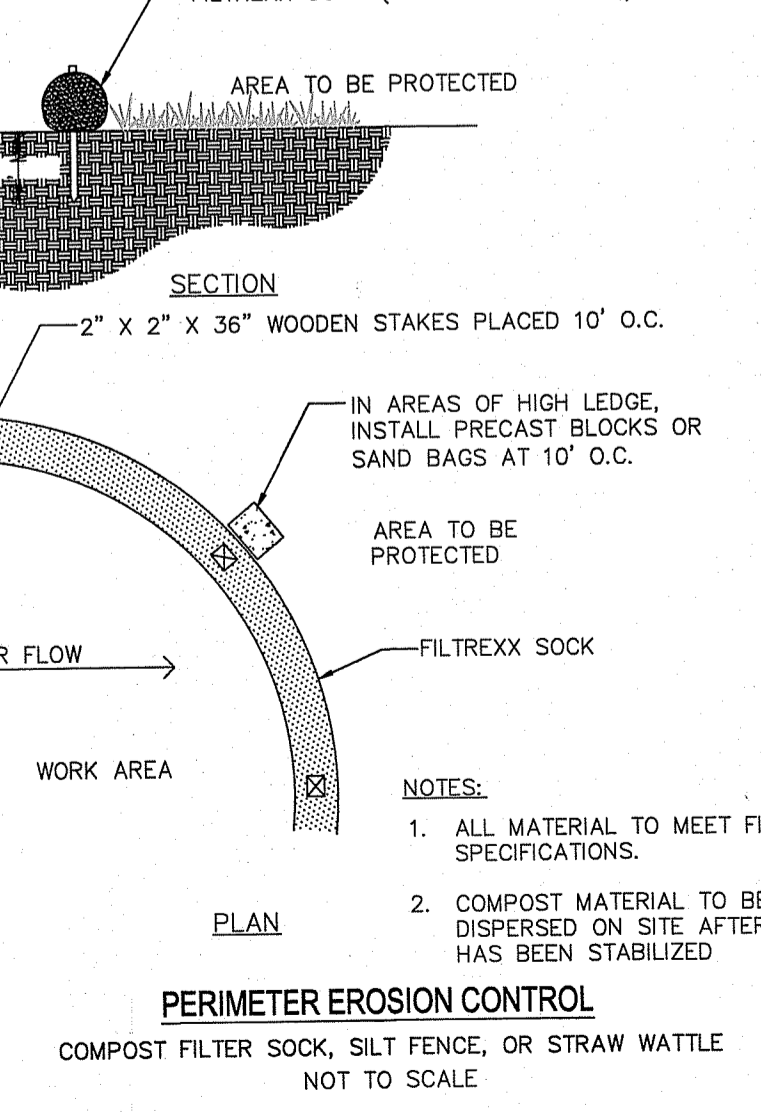 AREA TO BE PROTECTED
SECTION
2" X 2" X 36" WOODEN STAKES PLACED 10' O.C.
IN AREAS OF HIGH LEDGE,
INSTALL PRECAST BLOCKS OR
SAND BAGS AT 10' O.C.
AREA TO BE
PROTECTED
R FLOW
FILTREXX SOCK
WORK AREA
NOTES:
1. ALL MATERIAL TO MEET
SPECIFICATIONS.
2. COMPOST MATERIAL TO BE
DISPERSED ON SITE AFTER
HAS BEEN STABILIZED
PLAN
PERIMETER EROSION CONTROL
COMPOST FILTER SOCK, SILT FENCE, OR STRAW WATTLE
NOT TO SCALE